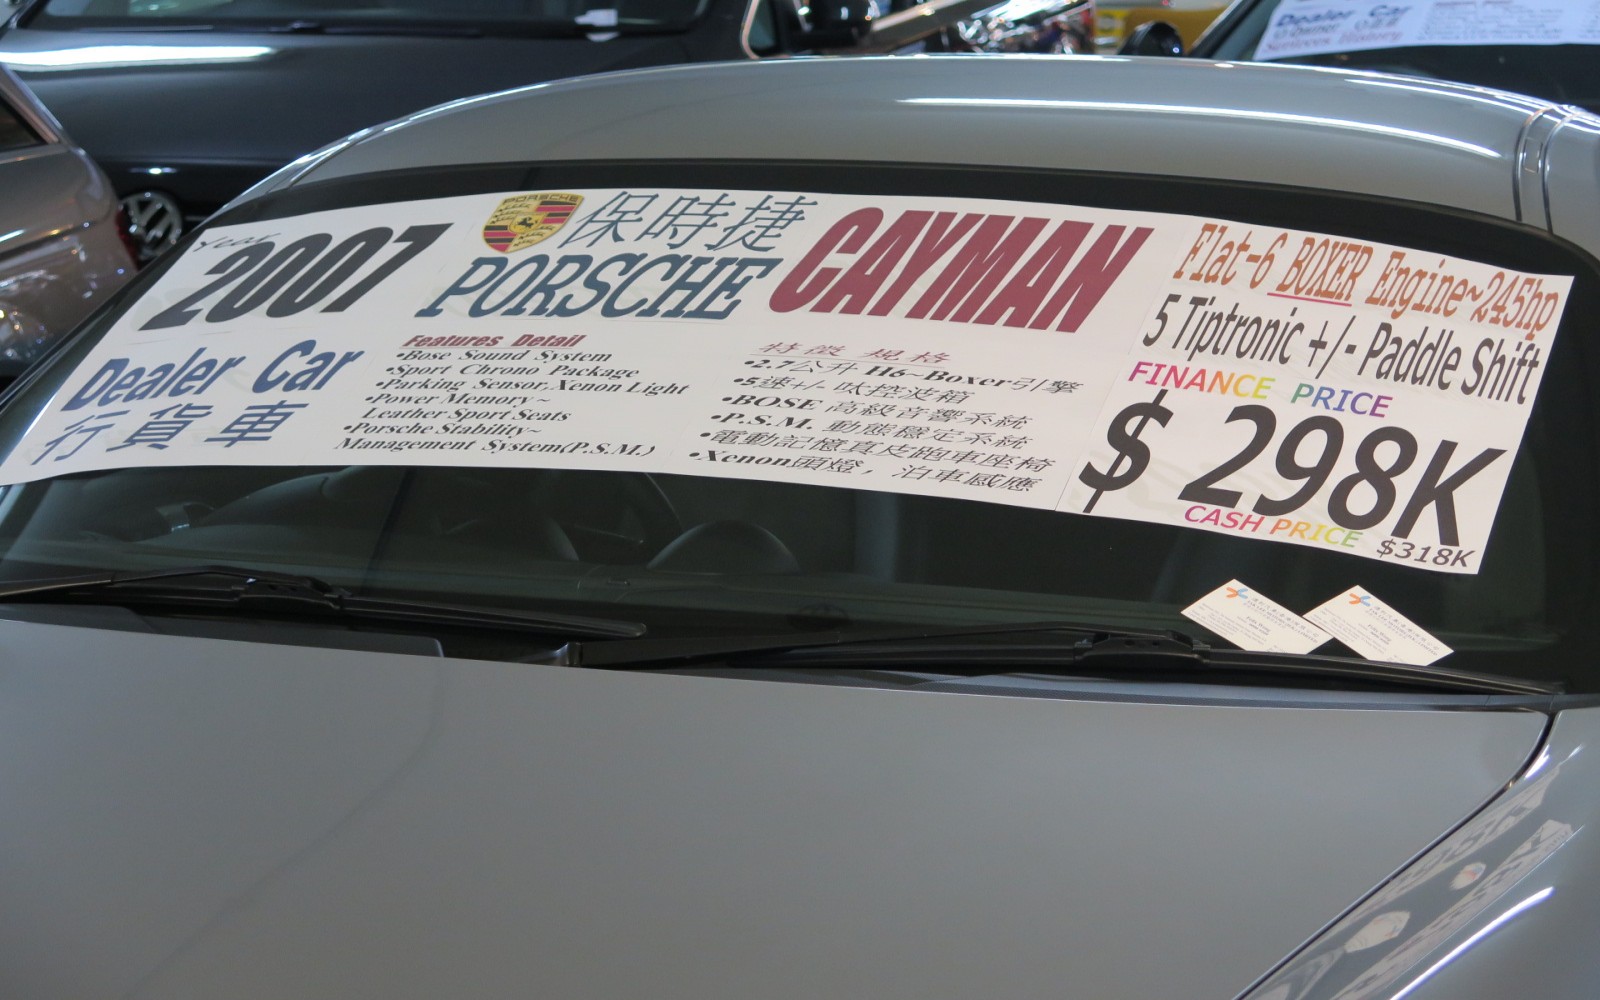 Year
2007
Dealer Car
行貨車
PORSCHE
保時捷
PORSCHE
CAYMAN
Features Detail
•Bose Sound System
•Sport Chrono Package
•Parking Sensor,Xenon Light
•Power Memory~
Leather Sport Seats
•Porsche Stability~
Management System(P.S.M.)
特徵規格
•2.7公升 H6~Boxer引擎
•5速+/- 呔控波箱
•BOSE 高級音響系統
•P.S.M. 動態穩定系統
•電動記憶真皮跑車座椅
•Xenon頭燈，泊車感應
Flat-6 BOXER Engine~245hp
5 Tiptronic +/- Paddle Shift
FINANCE PRICE
$ 298K
CASH PRICE $318K
Dealer Car